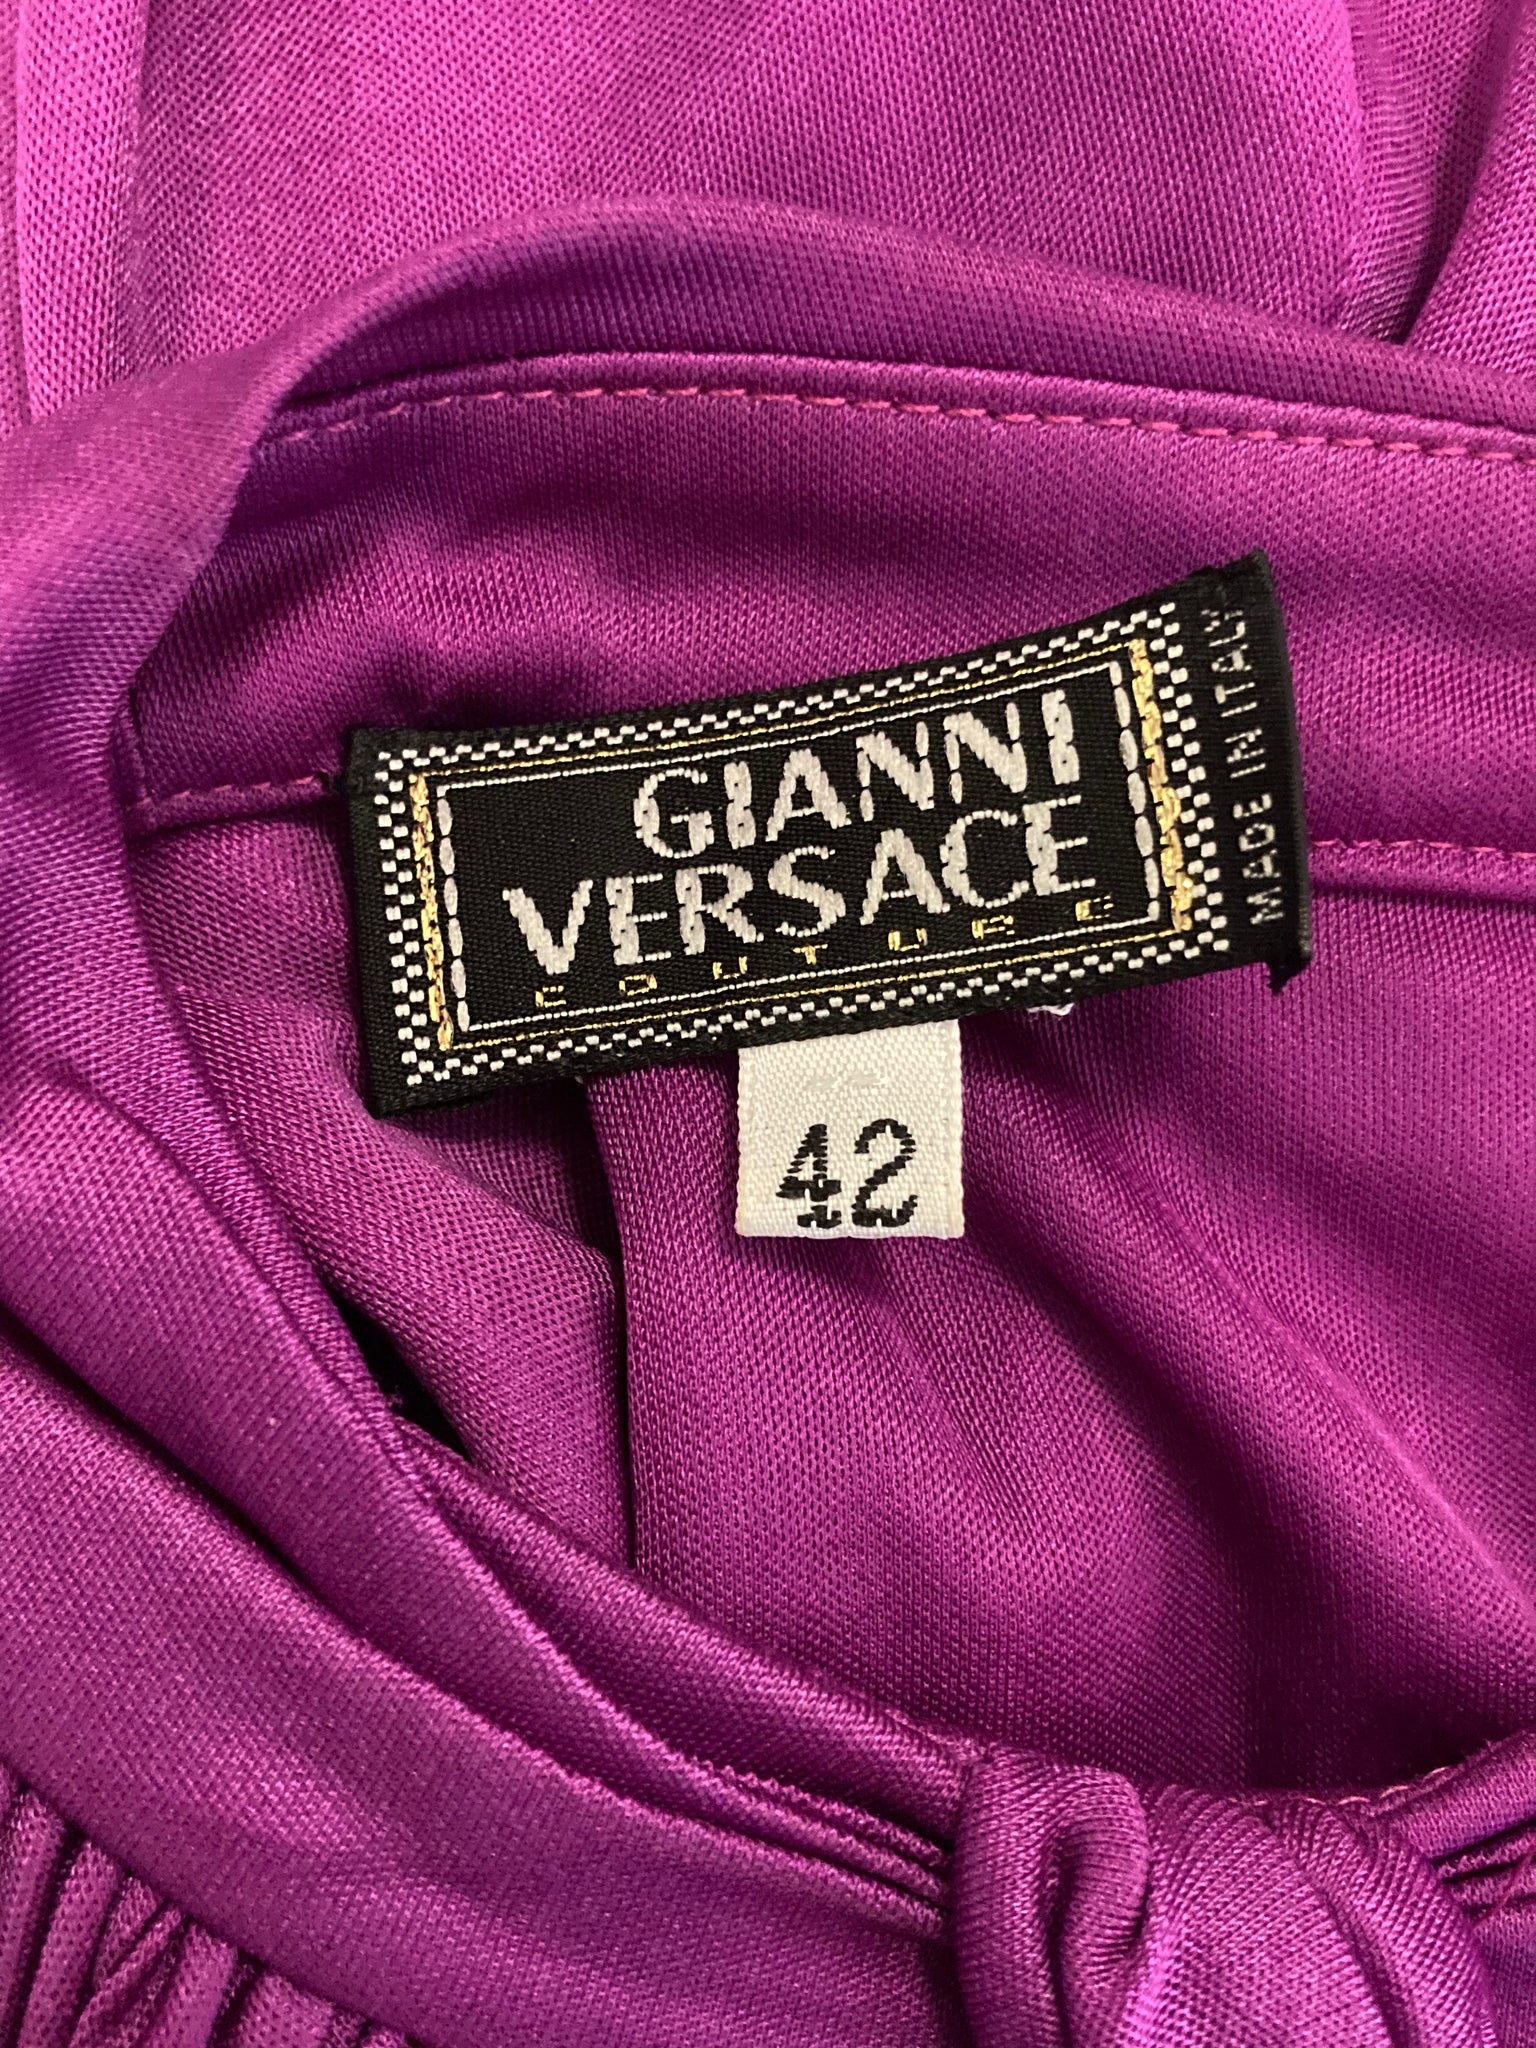 GIANNI
VERSACE
COUTURE
MADE IN ITALY
42